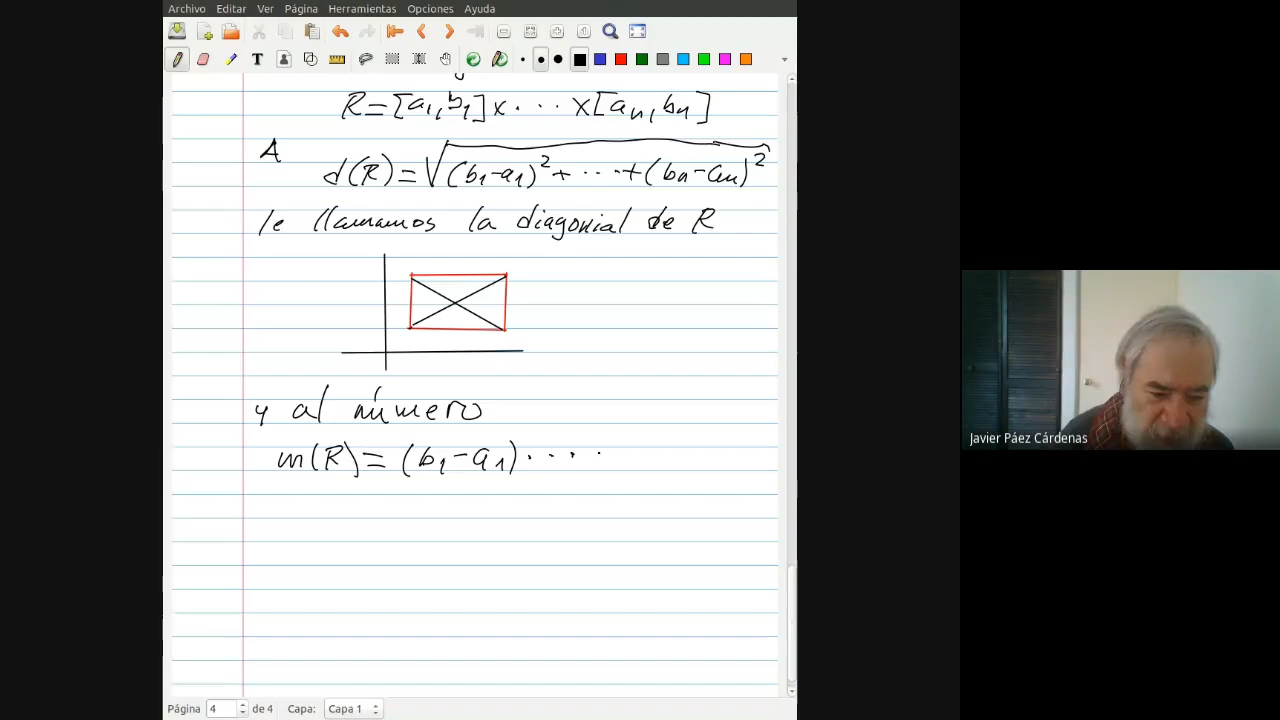 Archivo Editar Ver Página Herramientas Opciones Ayuda
R=[a₁,b₁]x····x[aₙ,bₙ]
A
d(R)=√(b₁-a₁)²+···+(bₙ-aₙ)²
le llamamos la diagonial de R
y al número
m(R)=(b₁-a₁)····
Javier Páez Cárdenas
Página 4 de 4 Capa: Capa 1